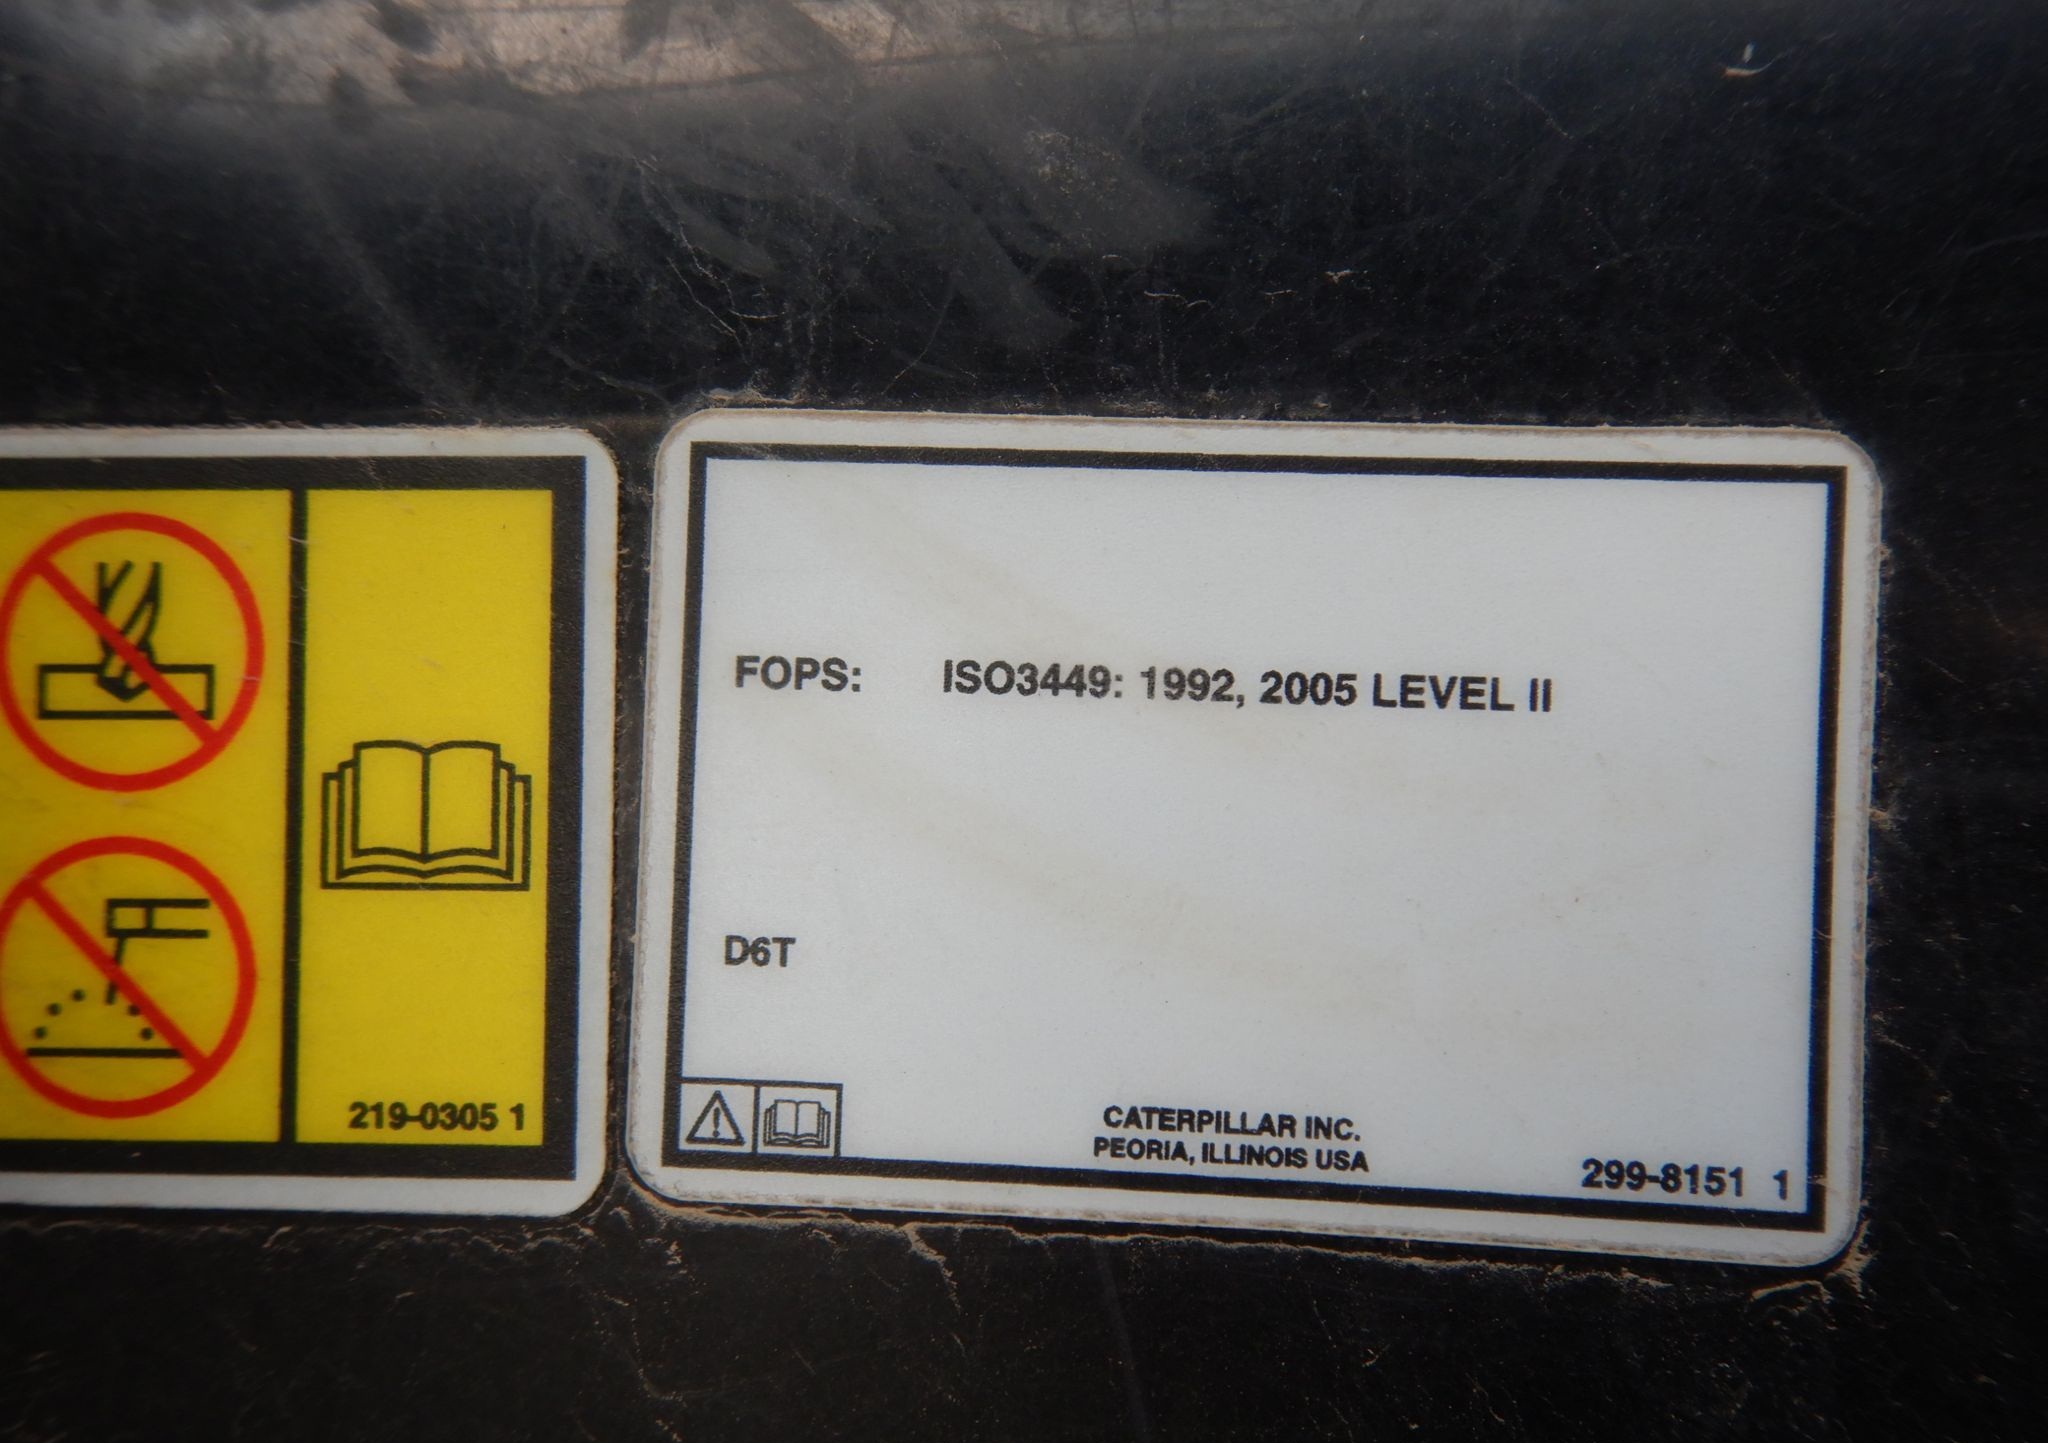 FOPS: ISO3449: 1992, 2005 LEVEL II
D6T
219-0305 1
CATERPILLAR INC.
PEORIA, ILLINOIS USA
299-8151 1